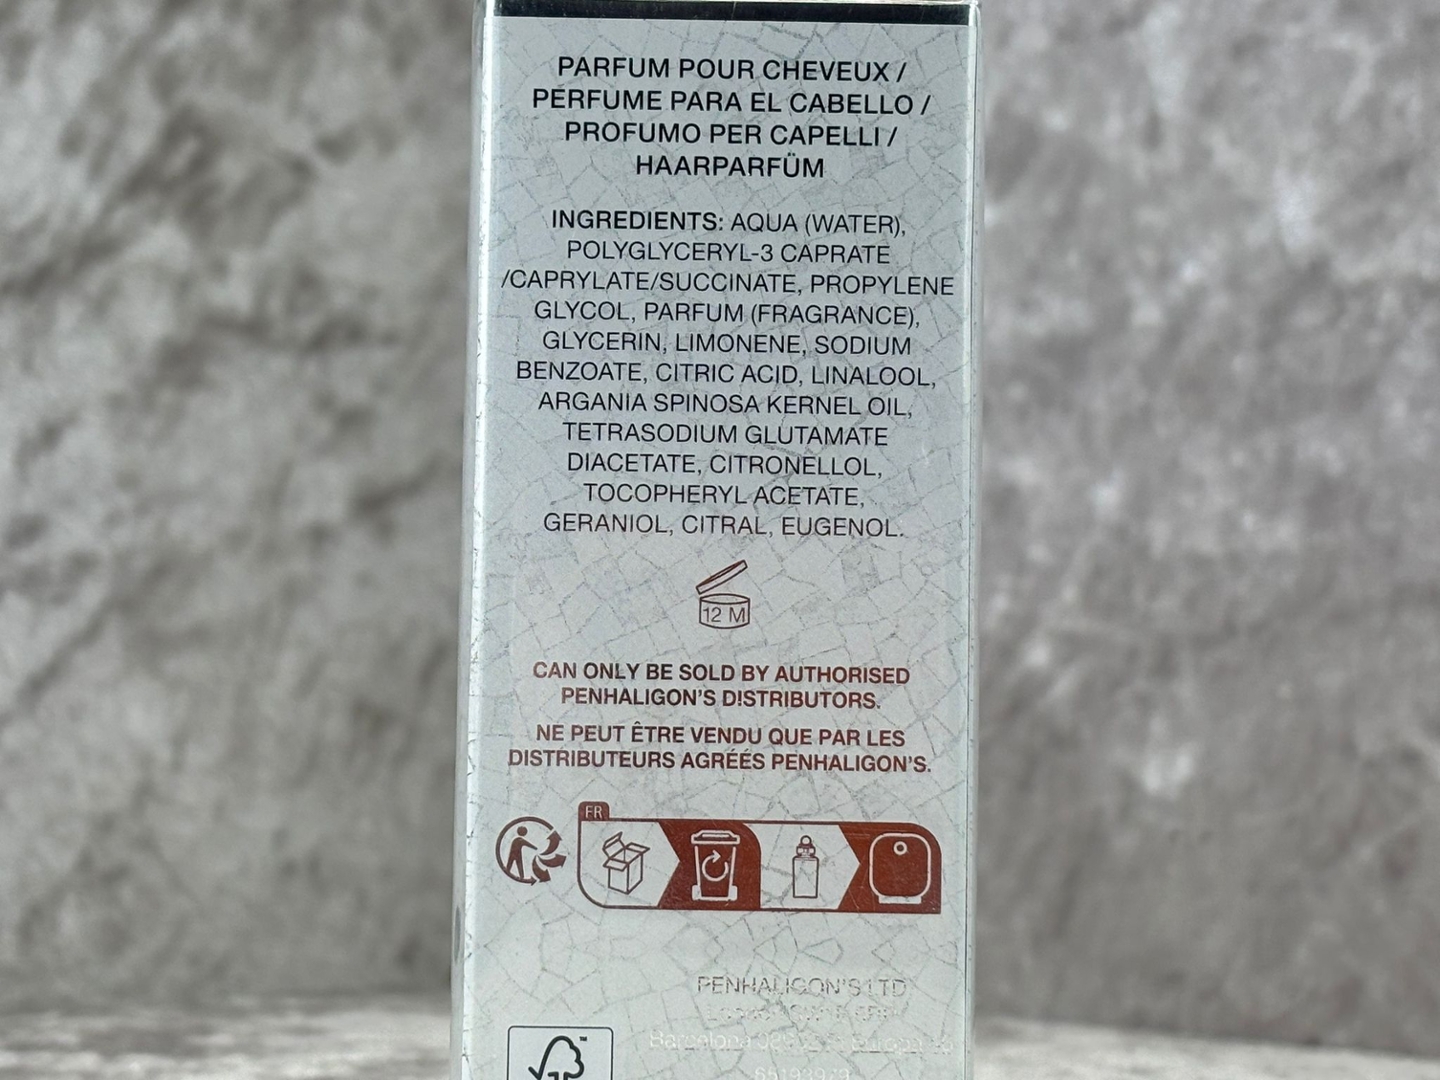 PARFUM POUR CHEVEUX /
PERFUME PARA EL CABELLO /
PROFUMO PER CAPELLI /
HAARPARFÜM
INGREDIENTS: AQUA (WATER),
POLYGLYCERYL-3 CAPRATE
/CAPRYLATE/SUCCINATE, PROPYLENE
GLYCOL, PARFUM (FRAGRANCE),
GLYCERIN, LIMONENE, SODIUM
BENZOATE, CITRIC ACID, LINALOOL,
ARGANIA SPINOSA KERNEL OIL,
TETRASODIUM GLUTAMATE
DIACETATE, CITRONELLOL,
TOCOPHERYL ACETATE,
GERANIOL, CITRAL, EUGENOL.
12 M
CAN ONLY BE SOLD BY AUTHORISED
PENHALIGON'S DISTRIBUTORS.
NE PEUT ÊTRE VENDU QUE PAR LES
DISTRIBUTEURS AGRÉÉS PENHALIGON'S.
FR
PENHALIGON'S LTD
Barcelona